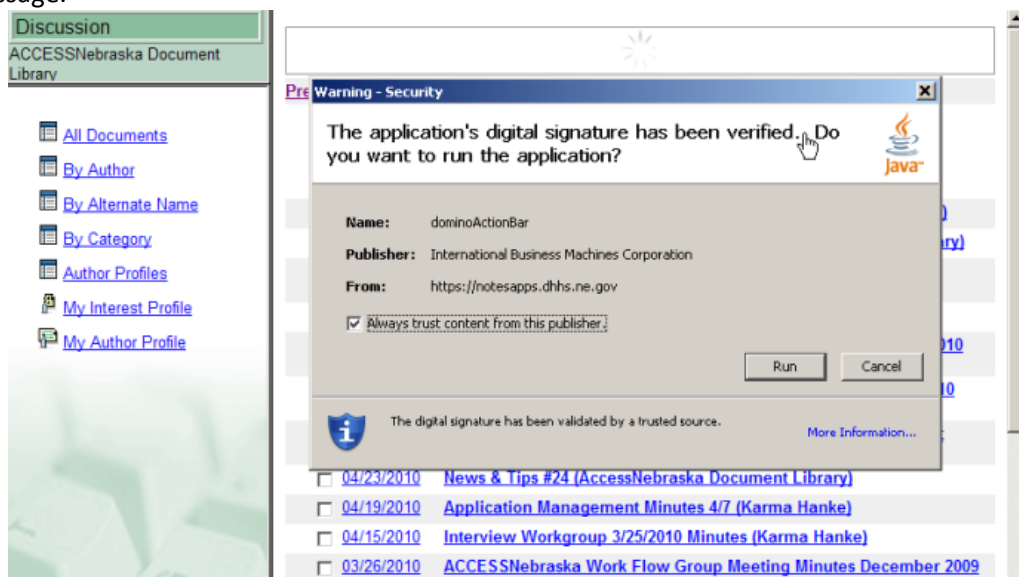 Discussion
ACCESSNebraska Document
Library
All Documents
By Author
By Alternate Name
By Category
Author Profiles
My Interest Profile
My Author Profile
Warning - Security
The application's digital signature has been verified. Do
you want to run the application?
Java
Name: dominoActionBar
Publisher: International Business Machines Corporation
From: https://notesapps.dhhs.ne.gov
Always trust content from this publisher.
Run Cancel
The digital signature has been validated by a trusted source.
More Information...
04/23/2010 News & Tips #24 (AccessNebraska Document Library)
04/19/2010 Application Management Minutes 4/7 (Karma Hanke)
04/15/2010 Interview Workgroup 3/25/2010 Minutes (Karma Hanke)
03/26/2010 ACCESSNebraska Work Flow Group Meeting Minutes December 2009